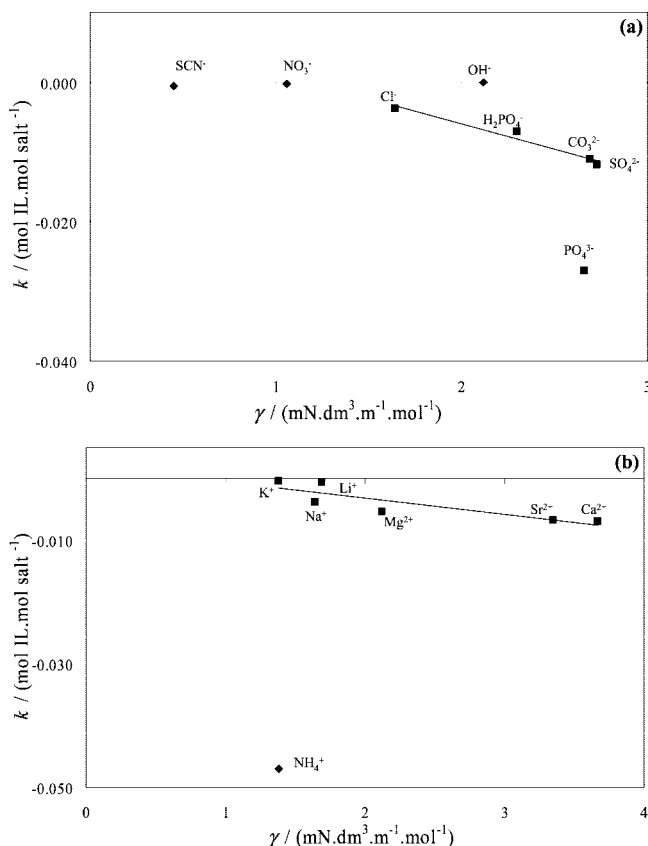 (a)
0.000
-0.020
-0.040
k / (mol IL.mol salt⁻¹)
SCN⁻
NO₃⁻
OH⁻
Cl⁻
H₂PO₄⁻
CO₃²⁻
SO₄²⁻
PO₄³⁻
0 1 2 3
γ / (mN.dm³.m⁻¹.mol⁻¹)
(b)
-0.010
-0.030
-0.050
k / (mol IL.mol salt⁻¹)
K⁺
Li⁺
Na⁺
Mg²⁺
Sr²⁺
Ca²⁺
NH₄⁺
0 1 2 3 4
γ / (mN.dm³.m⁻¹.mol⁻¹)